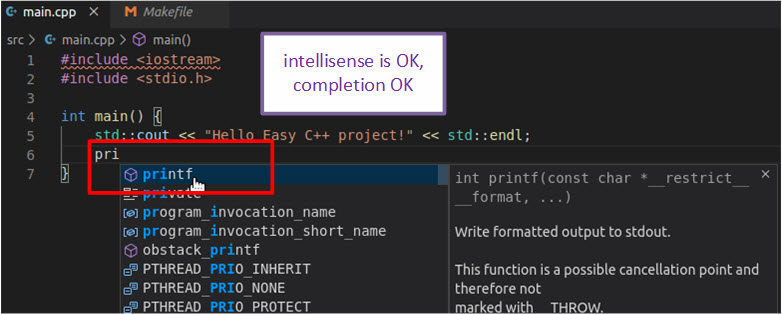 main.cpp
Makefile
src > main.cpp > main()
1 #include <iostream>
2 #include <stdio.h>
3
4 int main() {
5 std::cout << "Hello Easy C++ project!" << std::endl;
6 pri
7 }
intellisense is OK,
completion OK
printf
private
program_invocation_name
program_invocation_short_name
obstack_printf
PTHREAD_PRIO_INHERIT
PTHREAD_PRIO_NONE
PTHREAD_PRIO_PROTECT
int printf(const char *__restrict__
__format, ...)
Write formatted output to stdout.
This function is a possible cancellation point and
therefore not
marked with __THROW.